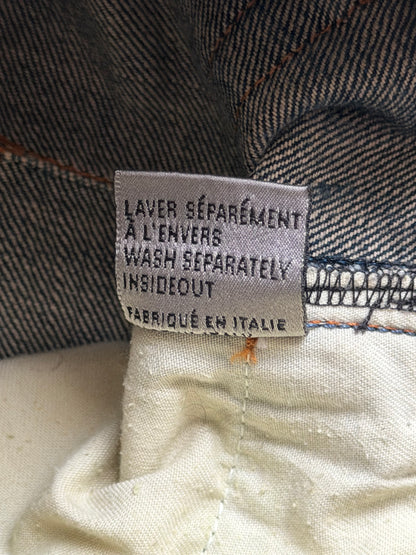 LAVER SÉPARÉMENT
À L'ENVERS
WASH SEPARATELY
INSIDEOUT
FABRIQUÉ EN ITALIE